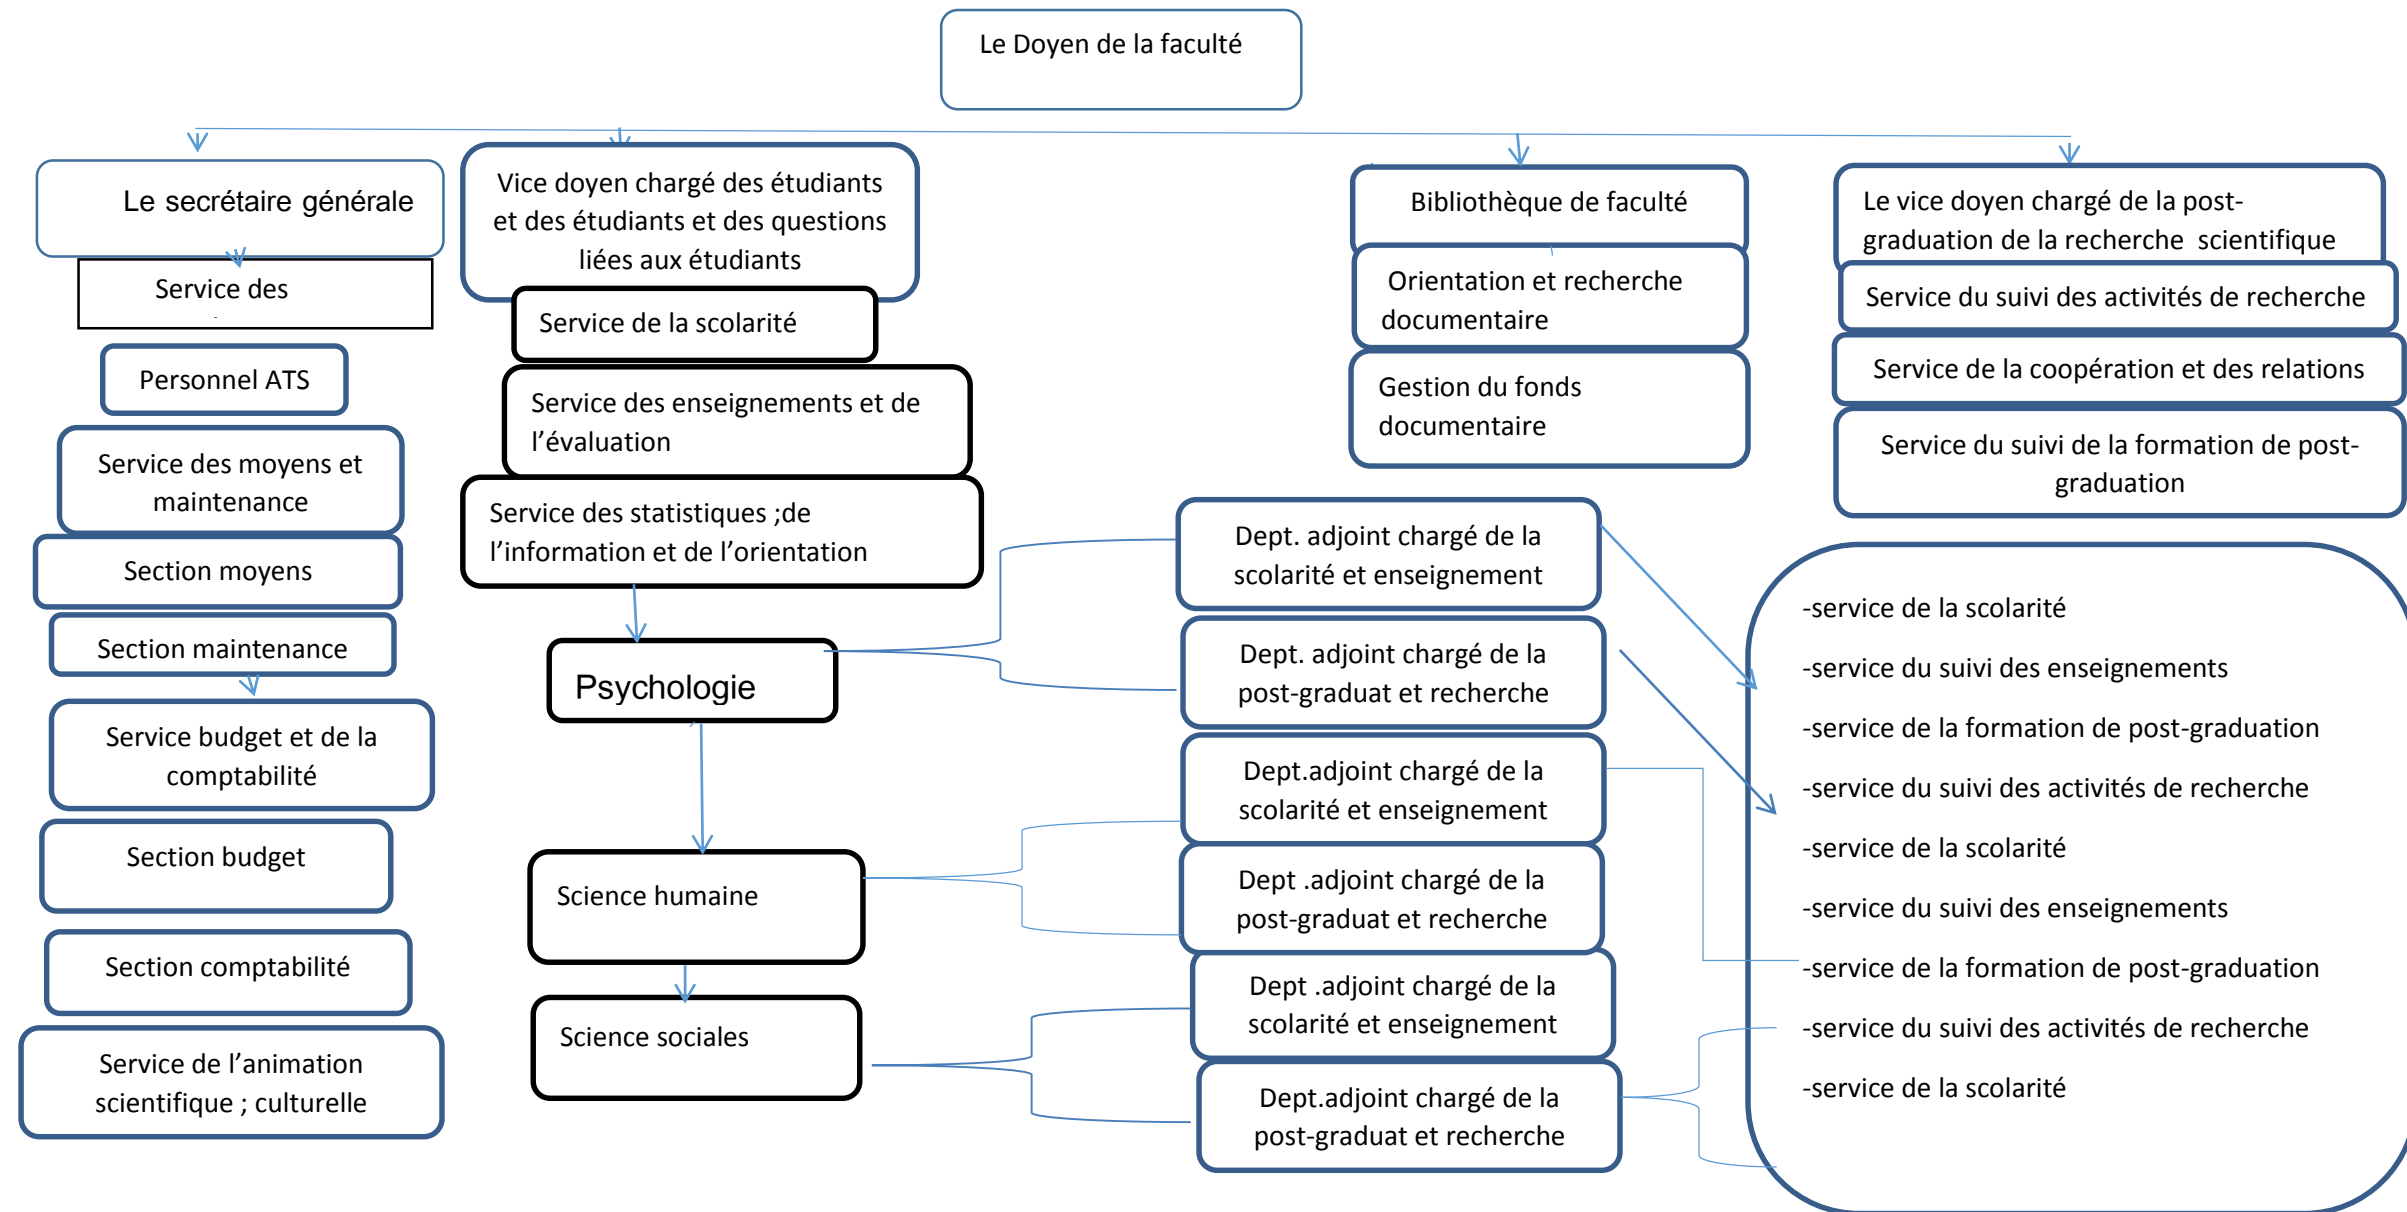 Le Doyen de la faculté
Le secrétaire générale
Service des
Personnel ATS
Service des moyens et
maintenance
Section moyens
Section maintenance
Service budget et de la
comptabilité
Section budget
Section comptabilité
Service de l’animation
scientifique ; culturelle
Vice doyen chargé des étudiants
et des étudiants et des questions
liées aux étudiants
Service de la scolarité
Service des enseignements et de
l’évaluation
Service des statistiques ;de
l’information et de l’orientation
Psychologie
Science humaine
Science sociales
Bibliothèque de faculté
Orientation et recherche
documentaire
Gestion du fonds
documentaire
Dept. adjoint chargé de la
scolarité et enseignement
Dept. adjoint chargé de la
post-graduat et recherche
Dept.adjoint chargé de la
scolarité et enseignement
Dept .adjoint chargé de la
post-graduat et recherche
Dept .adjoint chargé de la
scolarité et enseignement
Dept.adjoint chargé de la
post-graduat et recherche
Le vice doyen chargé de la post-
graduation de la recherche scientifique
Service du suivi des activités de recherche
Service de la coopération et des relations
Service du suivi de la formation de post-
graduation
-service de la scolarité
-service du suivi des enseignements
-service de la formation de post-graduation
-service du suivi des activités de recherche
-service de la scolarité
-service du suivi des enseignements
-service de la formation de post-graduation
-service du suivi des activités de recherche
-service de la scolarité